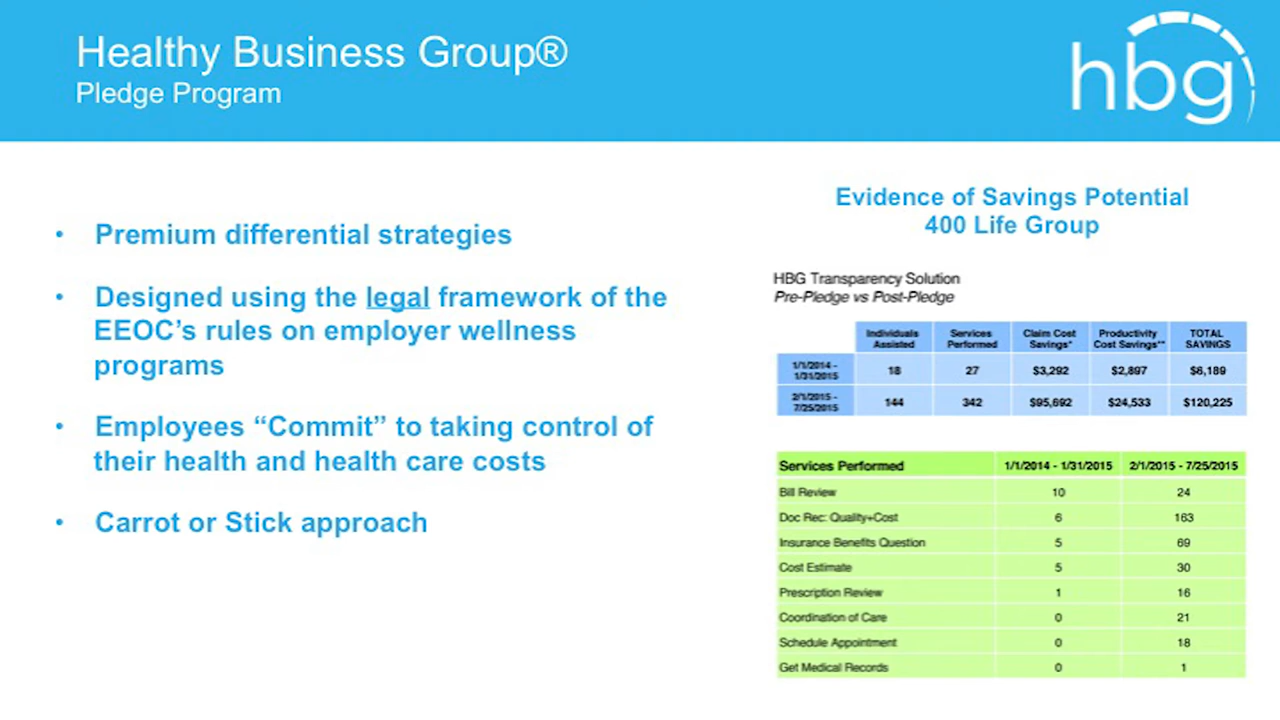 Healthy Business Group®
Pledge Program
hbg
• Premium differential strategies
• Designed using the legal framework of the
EEOC’s rules on employer wellness
programs
• Employees “Commit” to taking control of
their health and health care costs
• Carrot or Stick approach
Evidence of Savings Potential
400 Life Group
HBG Transparency Solution
Pre-Pledge vs Post-Pledge
Individuals Assisted Services Performed Claim Cost Savings* Productivity Cost Savings** TOTAL SAVINGS
1/1/2014 - 1/31/2015 18 27 $3,292 $2,897 $6,189
2/1/2015 - 7/25/2015 144 342 $95,692 $24,533 $120,225
Services Performed 1/1/2014 - 1/31/2015 2/1/2015 - 7/25/2015
Bill Review 10 24
Doc Rec: Quality+Cost 6 163
Insurance Benefits Question 5 69
Cost Estimate 5 30
Prescription Review 1 16
Coordination of Care 0 21
Schedule Appointment 0 18
Get Medical Records 0 1